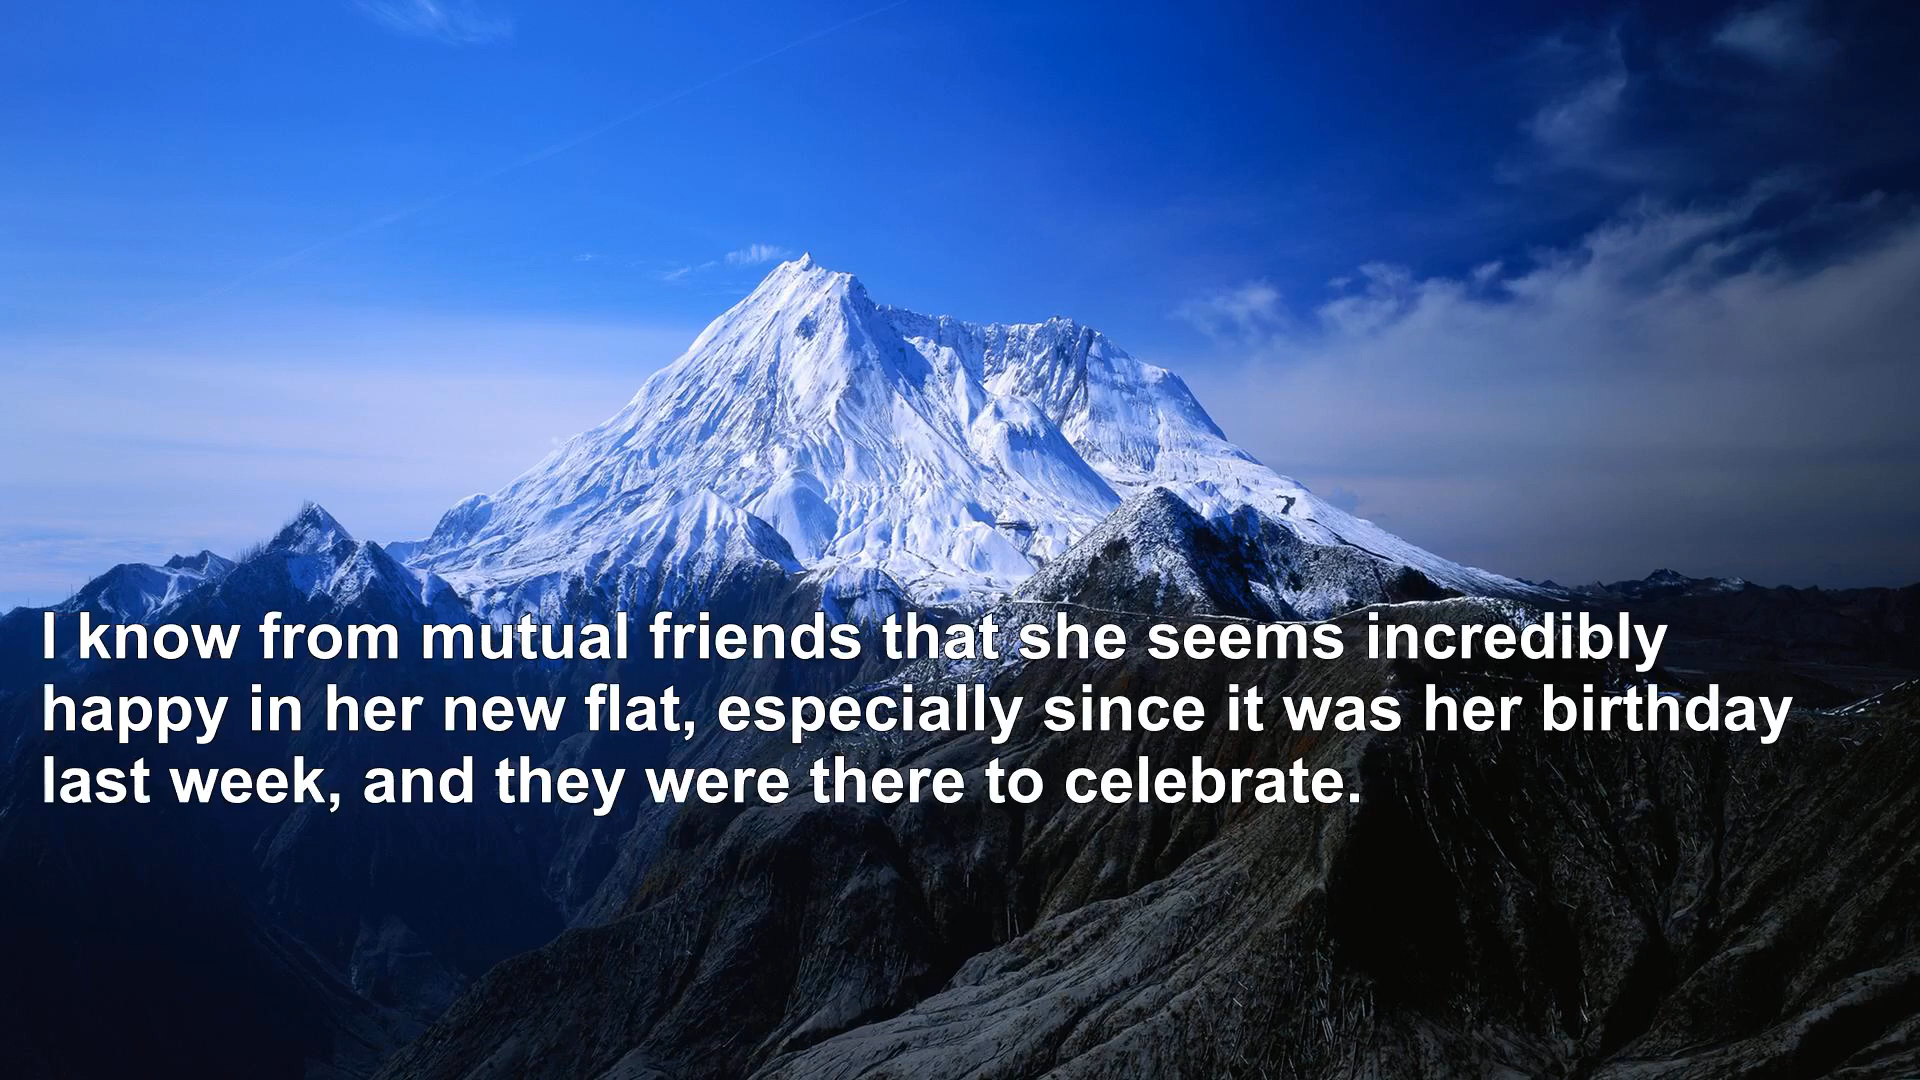 I know from mutual friends that she seems incredibly
happy in her new flat, especially since it was her birthday
last week, and they were there to celebrate.